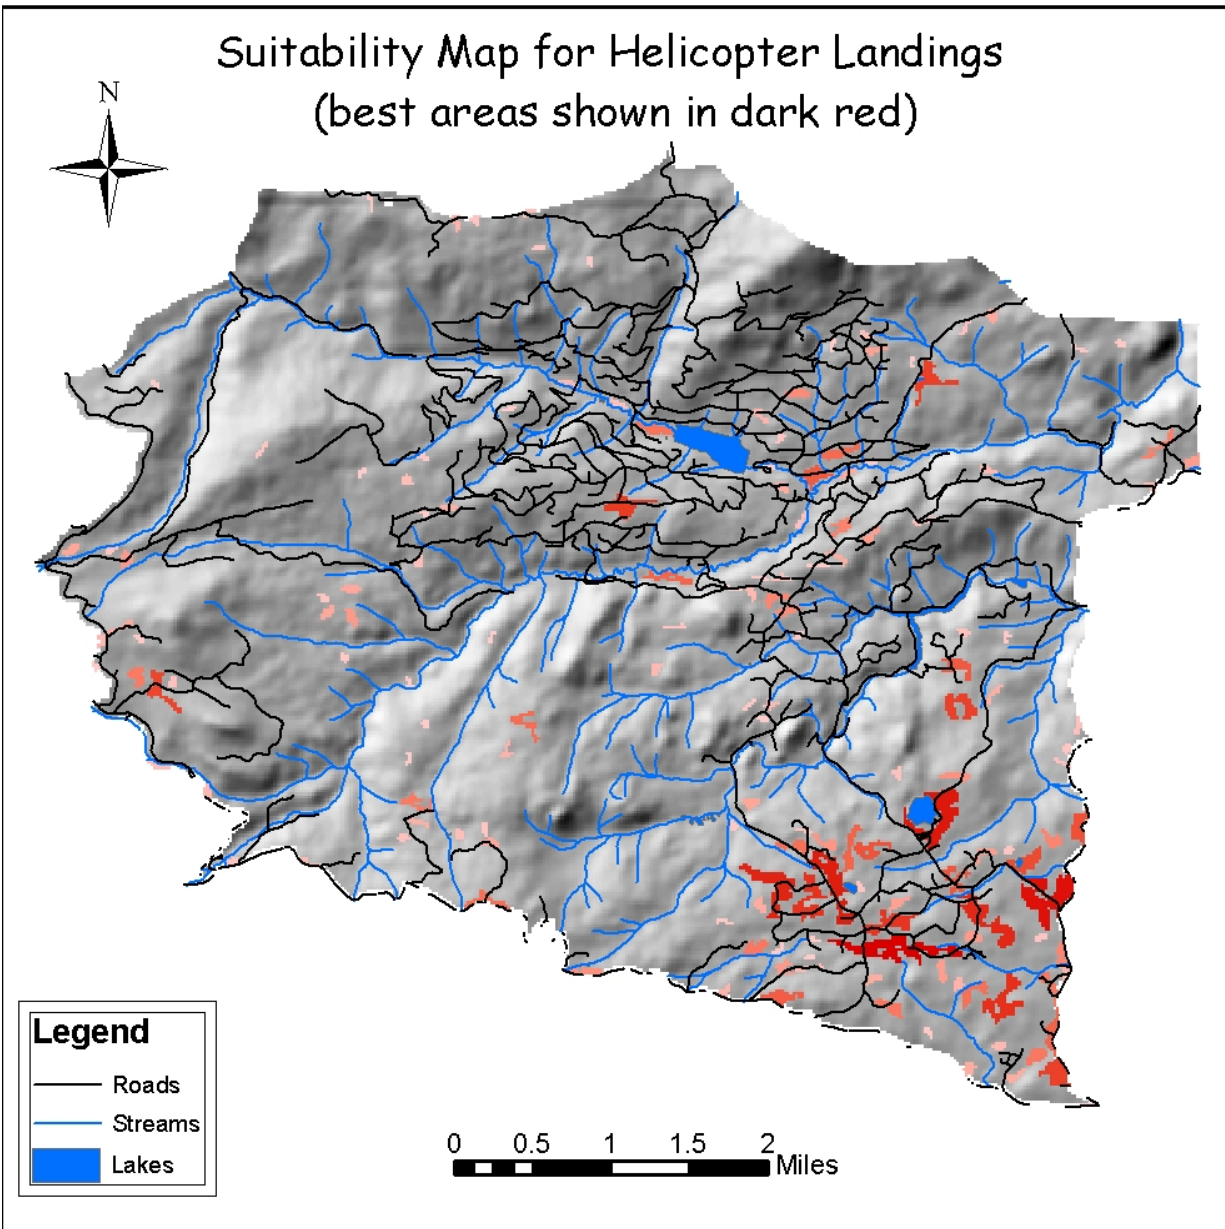 Suitability Map for Helicopter Landings
(best areas shown in dark red)
N
Legend
Roads
Streams
Lakes
0 0.5 1 1.5 2
Miles